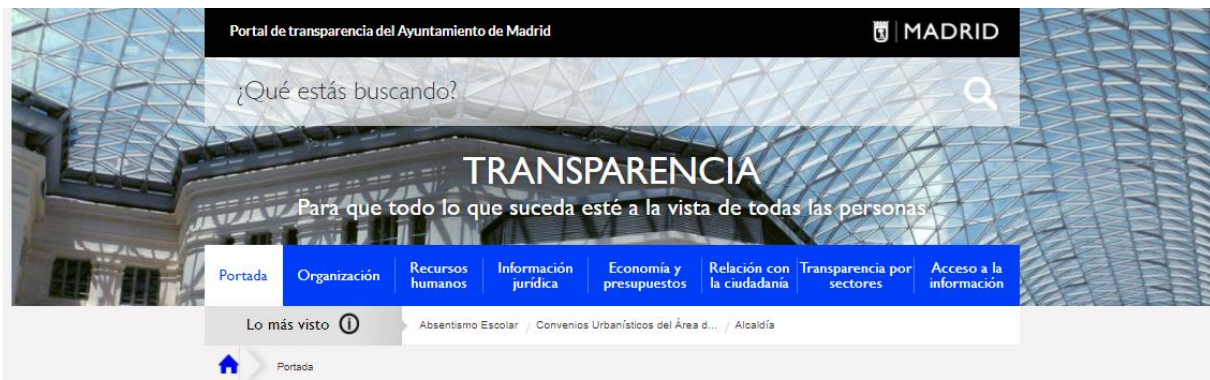 Portal de transparencia del Ayuntamiento de Madrid
MADRID
¿Qué estás buscando?
TRANSPARENCIA
Para que todo lo que suceda esté a la vista de todas las personas
Portada
Organización
Recursos
humanos
Información
jurídica
Economía y
presupuestos
Relación con
la ciudadanía
Transparencia por
sectores
Acceso a la
información
Lo más visto
Absentismo Escolar / Convenios Urbanísticos del Área d... / Alcaldía
Portada